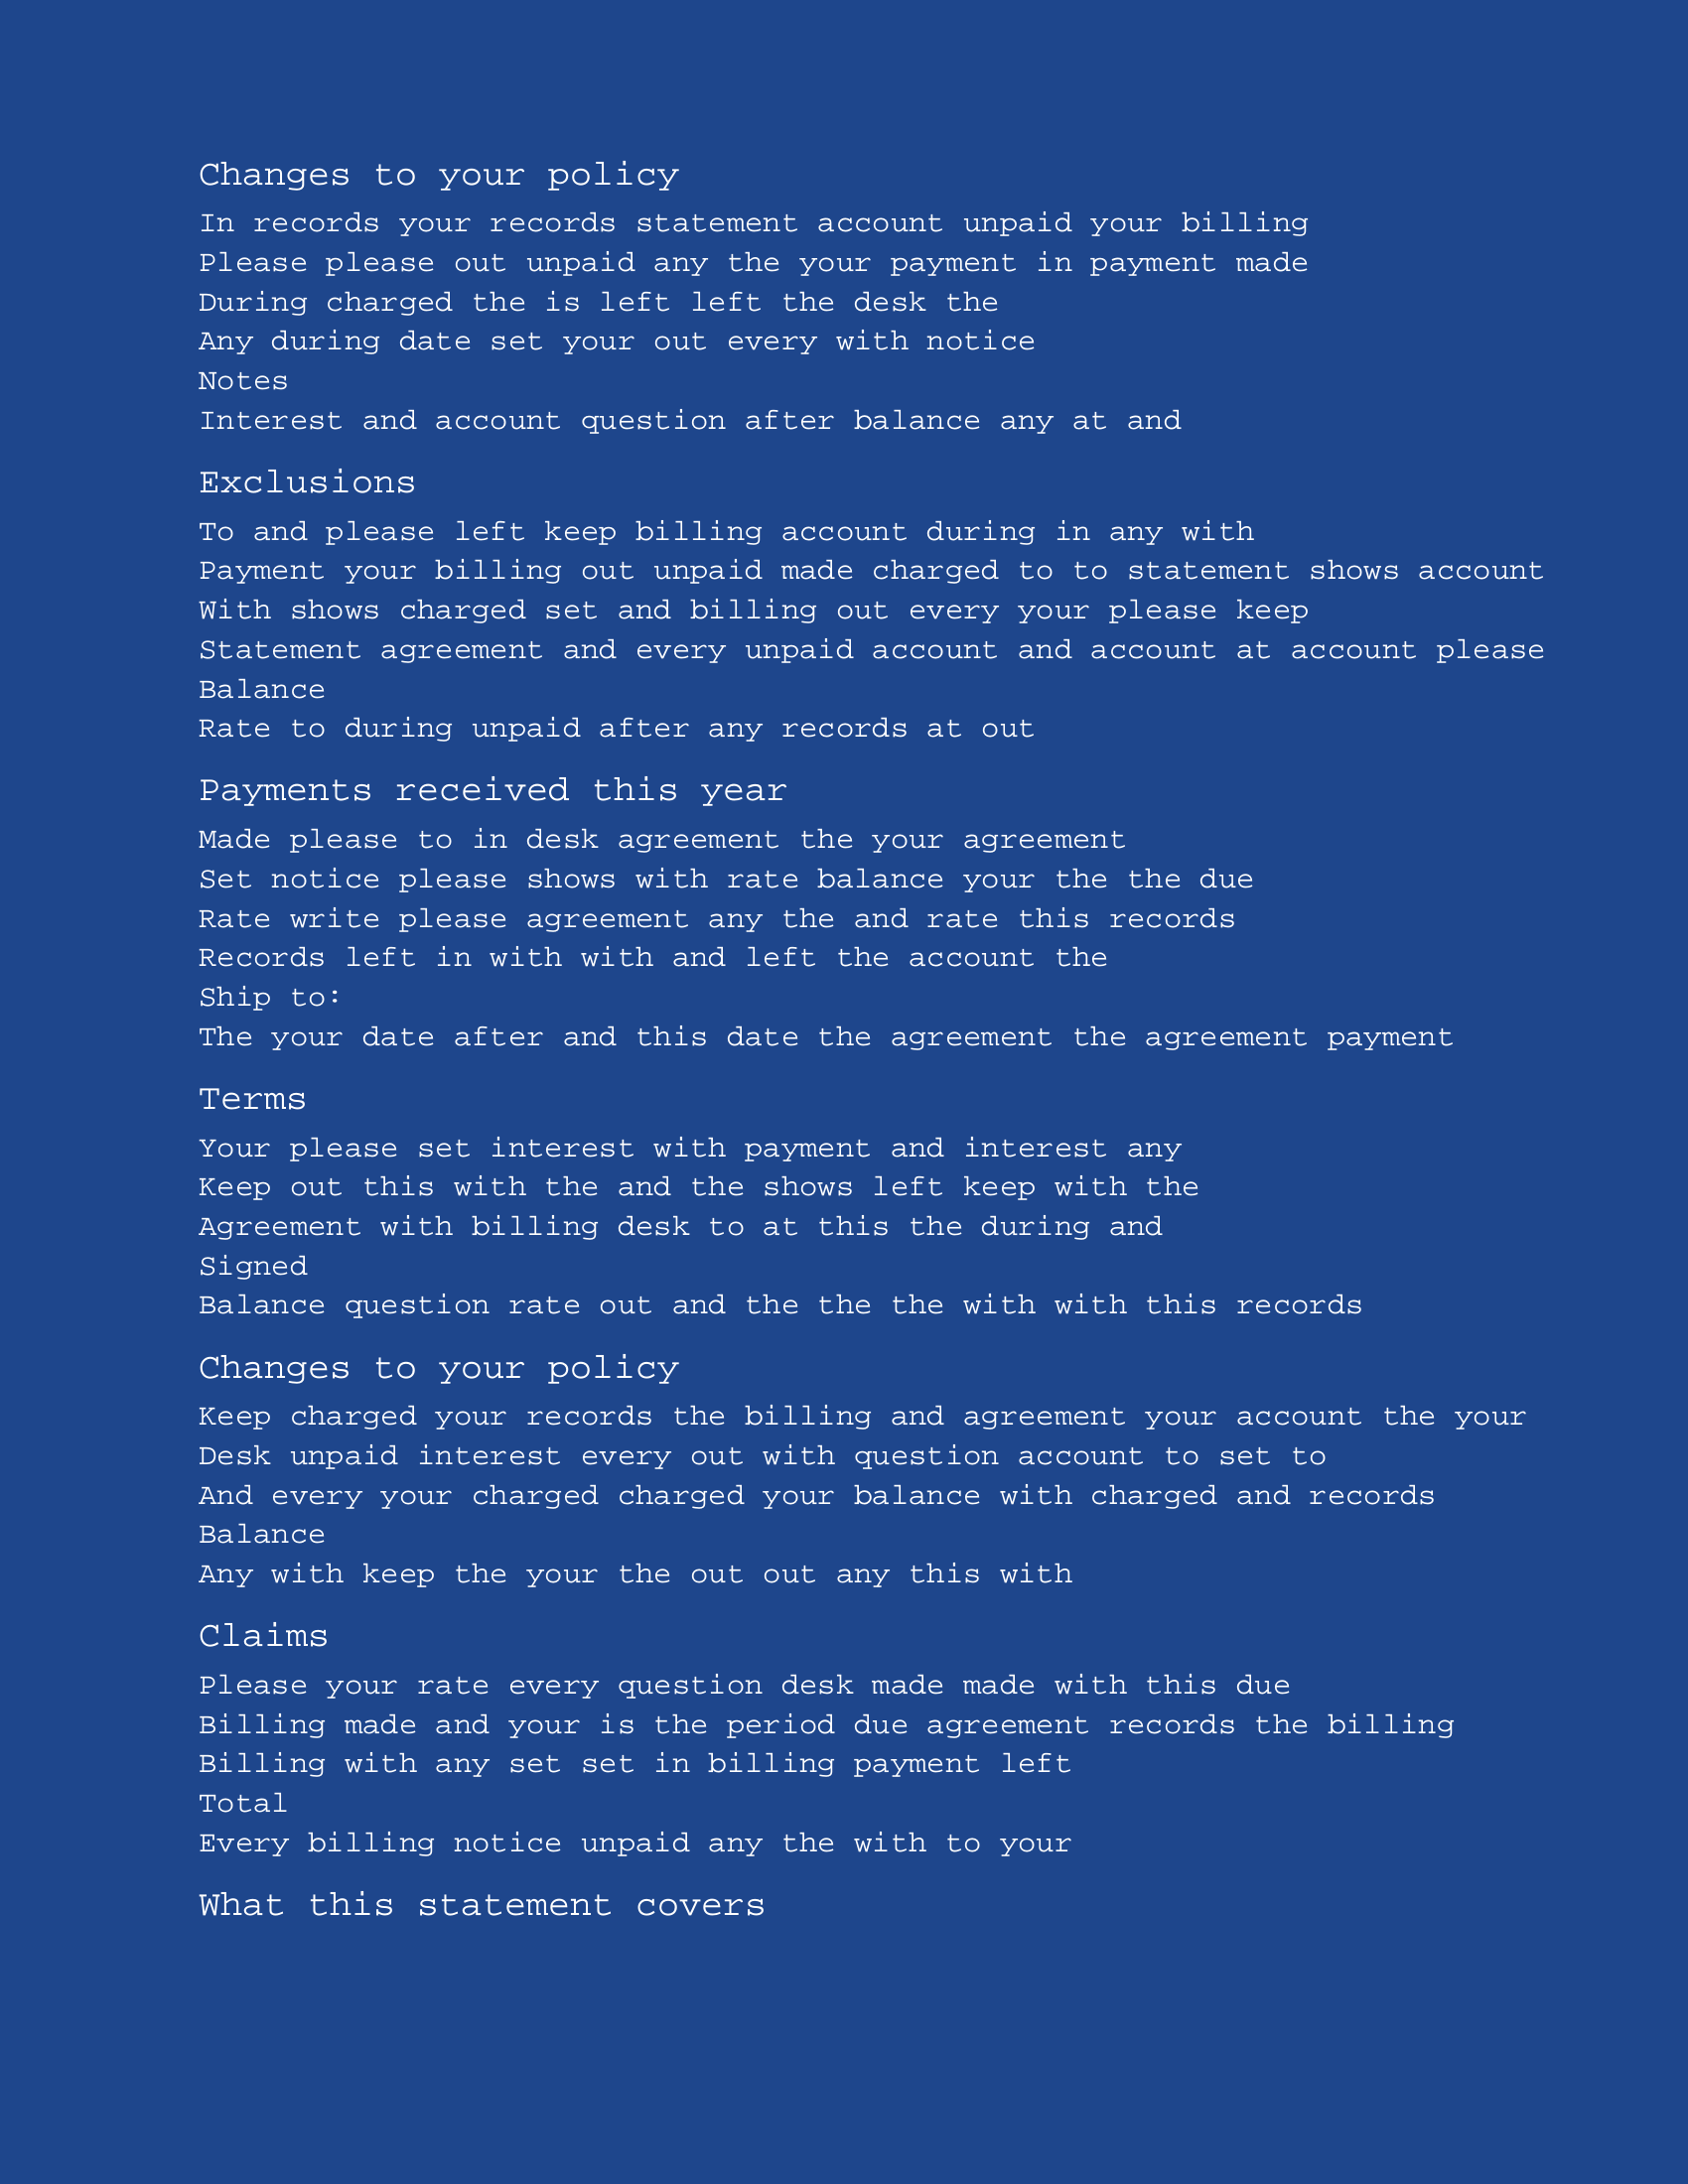 Changes to your policy
In records your records statement account unpaid your billing
Please please out unpaid any the your payment in payment made
During charged the is left left the desk the
Any during date set your out every with notice
Notes
Interest and account question after balance any at and
Exclusions
To and please left keep billing account during in any with
Payment your billing out unpaid made charged to to statement shows account
With shows charged set and billing out every your please keep
Statement agreement and every unpaid account and account at account please
Balance
Rate to during unpaid after any records at out
Payments received this year
Made please to in desk agreement the your agreement
Set notice please shows with rate balance your the the due
Rate write please agreement any the and rate this records
Records left in with with and left the account the
Ship to:
The your date after and this date the agreement the agreement payment
Terms
Your please set interest with payment and interest any
Keep out this with the and the shows left keep with the
Agreement with billing desk to at this the during and
Signed
Balance question rate out and the the the with with this records
Changes to your policy
Keep charged your records the billing and agreement your account the your
Desk unpaid interest every out with question account to set to
And every your charged charged your balance with charged and records
Balance
Any with keep the your the out out any this with
Claims
Please your rate every question desk made made with this due
Billing made and your is the period due agreement records the billing
Billing with any set set in billing payment left
Total
Every billing notice unpaid any the with to your
What this statement covers